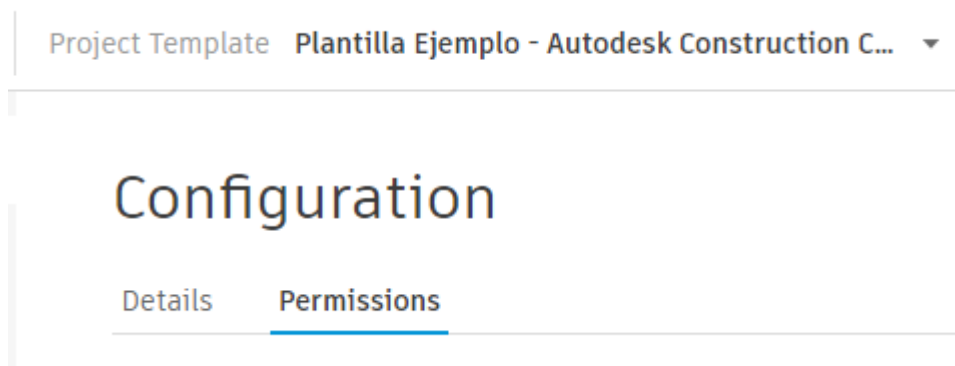 Project Template Plantilla Ejemplo - Autodesk Construction C...
Configuration
Details Permissions